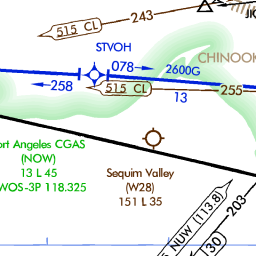 243
JK
515 CL
STVOH
CHINOOK
078
2600G
258
515 CL
255
13
ort Angeles CGAS
(NOW)
13 L 45
WOS-3P 118.325
Sequim Valley
(W28)
151 L 35
203
NUW (113.8)
130